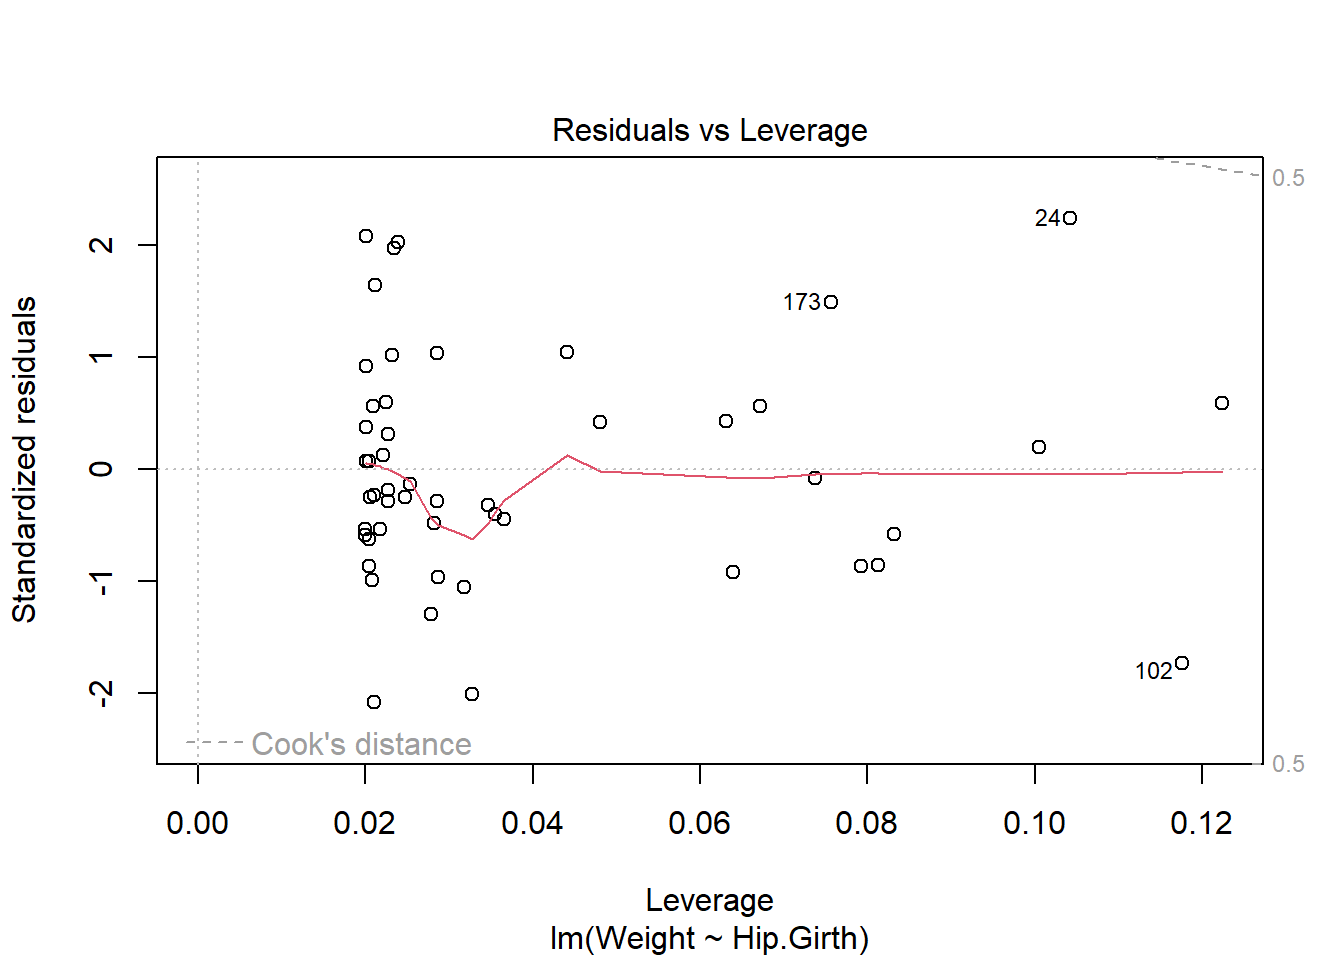 Residuals vs Leverage
Standardized residuals
2
1
0
-1
-2
0.5
24
173
102
Cook's distance
0.5
0.00 0.02 0.04 0.06 0.08 0.10 0.12
Leverage
lm(Weight ~ Hip.Girth)